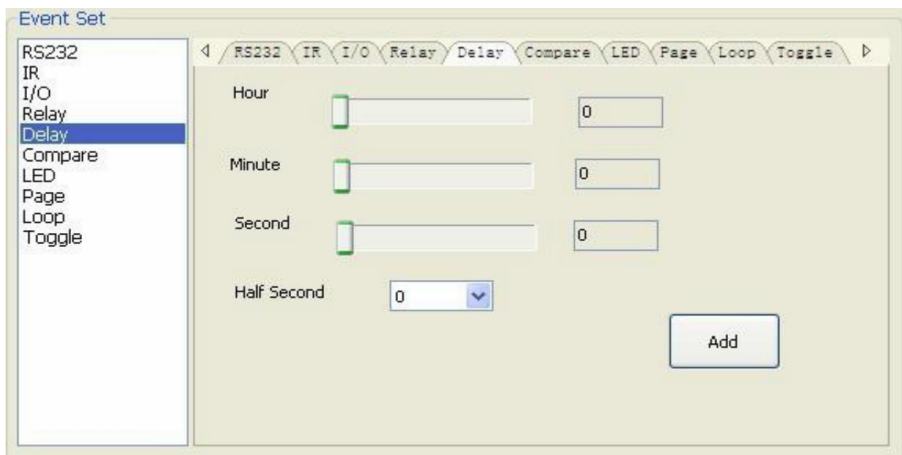 Event Set
RS232
IR
I/O
Relay
Delay
Compare
LED
Page
Loop
Toggle
RS232 IR I/O Relay Delay Compare LED Page Loop Toggle
Hour 0
Minute 0
Second 0
Half Second 0
Add